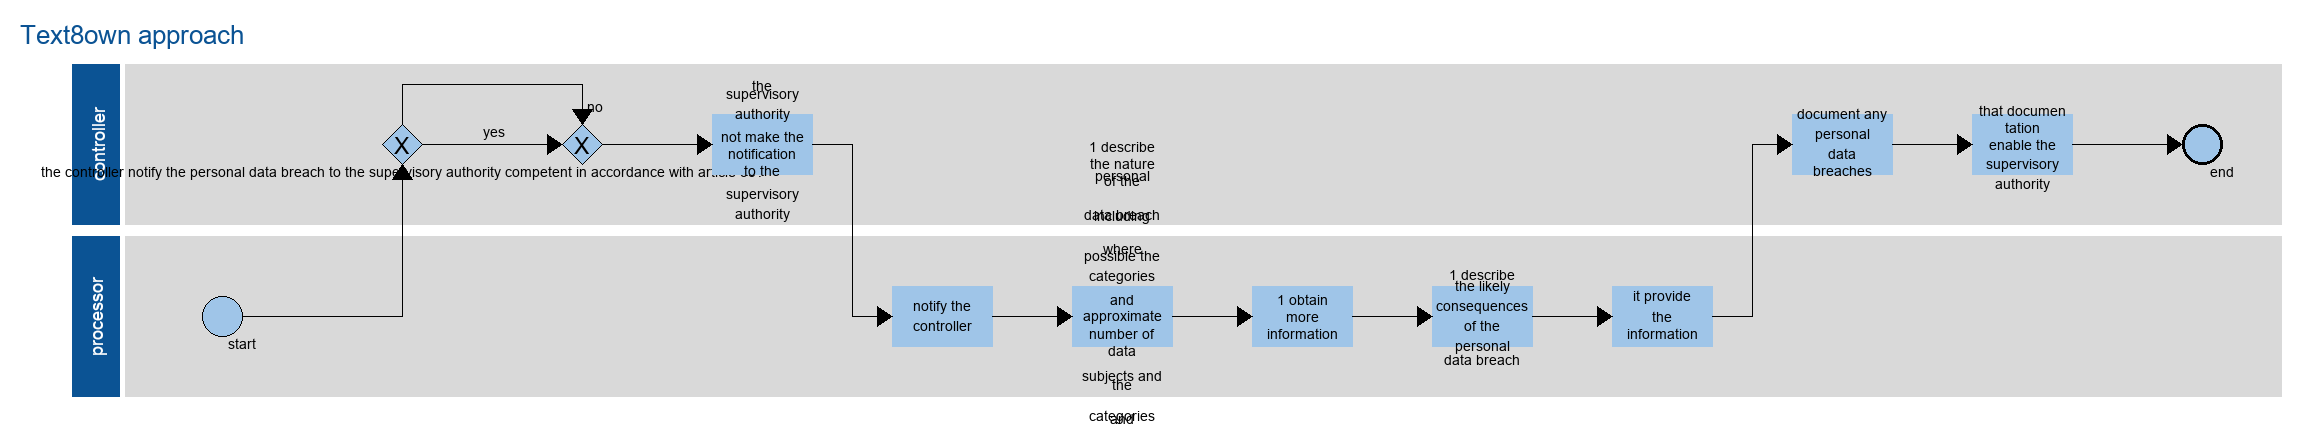 Text8own approach
controller
no
yes
X
X
the controller notify the personal data breach to the supervisory authority competent in accordance with
the
supervisory
authority
not make the
notification
to the
supervisory
authority
document any
personal
data
breaches
that documen
tation
enable the
supervisory
authority
end
processor
start
notify the
controller
1 describe
the nature
of the
personal
data breach
including
where
possible the
categories
and
approximate
number of
data
subjects and
the
categories
and
1 obtain
more
information
1 describe
the likely
consequences
of the
personal
data breach
it provide
the
information